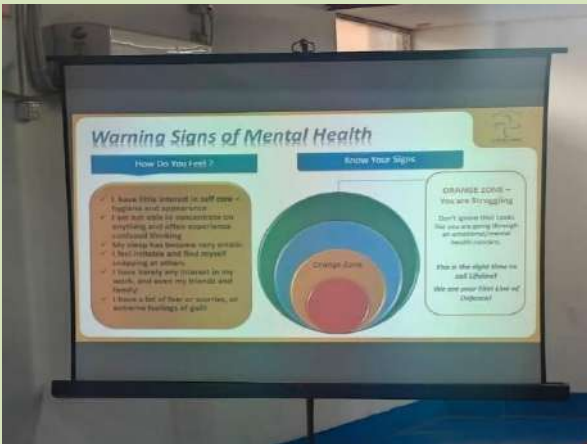 Warning Signs of Mental Health
How Do You Feel ?
Know Your Signs
I have little interest in self care –
hygiene and appearance
I am not able to concentrate on
anything and often experience
confused thinking
My sleep has become very erratic
I feel irritable and find myself
snapping at others
I have barely any interest in my
work, and even my friends and
family
I have a lot of fear or worries, or
extreme feelings of guilt
Orange Zone
ORANGE ZONE –
You are Struggling
Don't ignore this! Looks
like you are going through
an emotional/mental
health concern.
This is the right time to
call Lifeline!
We are your First Line of
Defence!